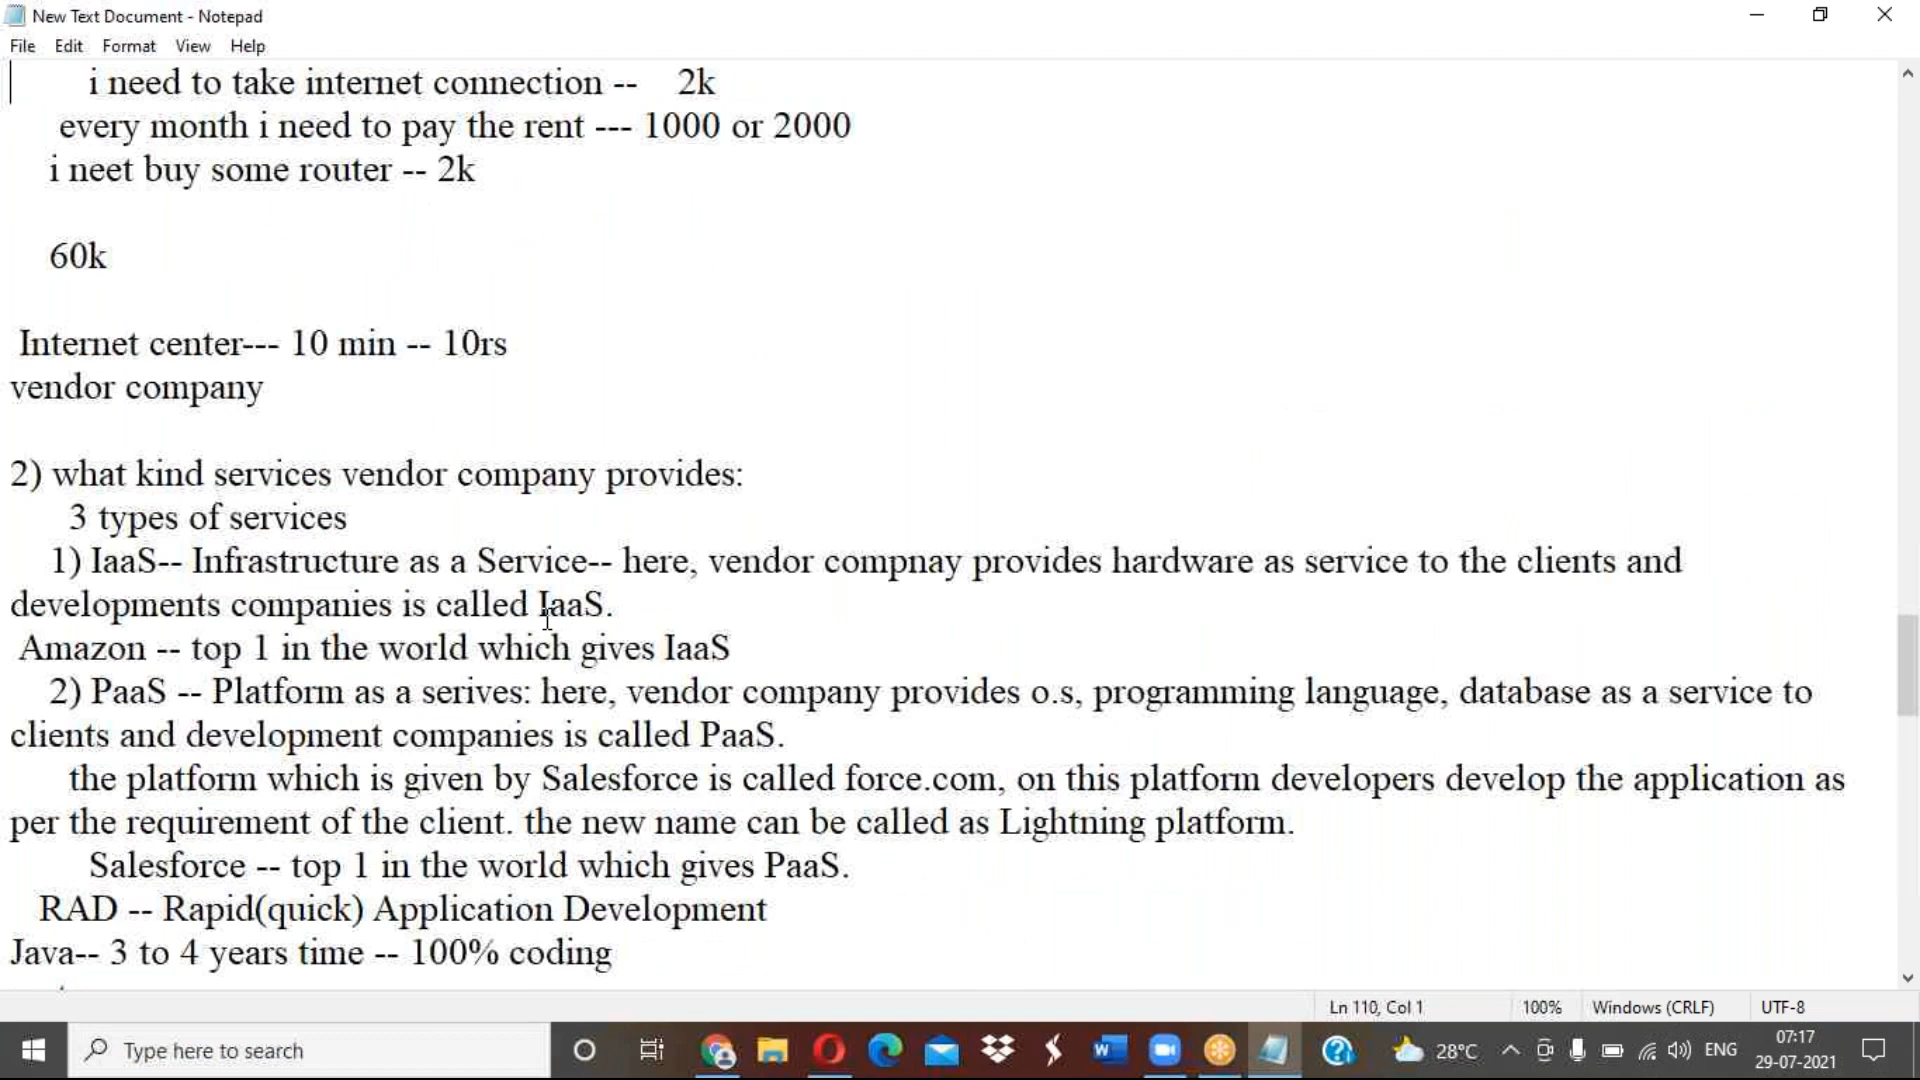 New Text Document - Notepad
File Edit Format View Help
i need to take internet connection -- 2k
every month i need to pay the rent --- 1000 or 2000
i neet buy some router -- 2k
60k
Internet center--- 10 min -- 10rs
vendor company
2) what kind services vendor company provides:
3 types of services
1) IaaS-- Infrastructure as a Service-- here, vendor compnay provides hardware as service to the clients and
developments companies is called IaaS.
Amazon -- top 1 in the world which gives IaaS
2) PaaS -- Platform as a serives: here, vendor company provides o.s, programming language, database as a service to
clients and development companies is called PaaS.
the platform which is given by Salesforce is called force.com, on this platform developers develop the application as
per the requirement of the client. the new name can be called as Lightning platform.
Salesforce -- top 1 in the world which gives PaaS.
RAD -- Rapid(quick) Application Development
Java-- 3 to 4 years time -- 100% coding
Ln 110, Col 1 100% Windows (CRLF) UTF-8
Type here to search 28°C ENG 07:17
29-07-2021